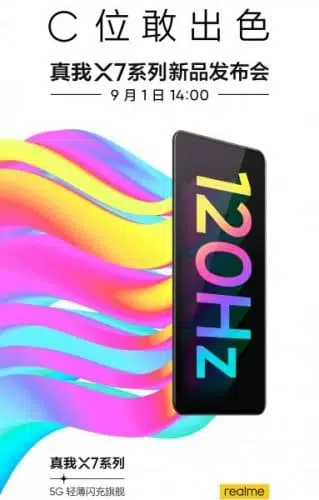 C位敢出色
真我X7系列新品发布会
9月1日 14:00
120Hz
真我X7系列
5G 轻薄闪充旗舰
realme